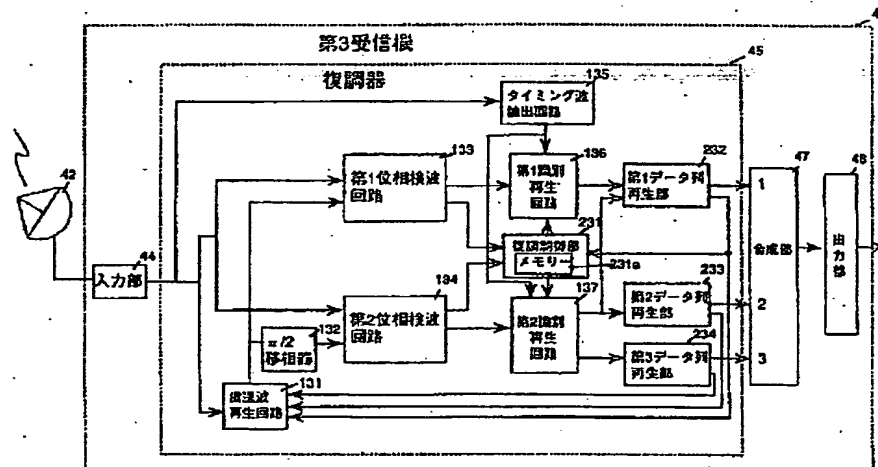 4
第3受信機
45
復調器
135
タイミング波
抽出回路
42
133
第1位相検波
回路
136
第1識別
再生
回路
232
第1データ列
再生部
47
1
合成部
2
3
48
出力部
44
入力部
231
復調制御部
メモリー
231a
134
第2位相検波
回路
137
第2識別
再生
回路
233
第2データ列
再生部
132
π/2
移相器
234
第3データ列
再生部
131
搬送波
再生回路